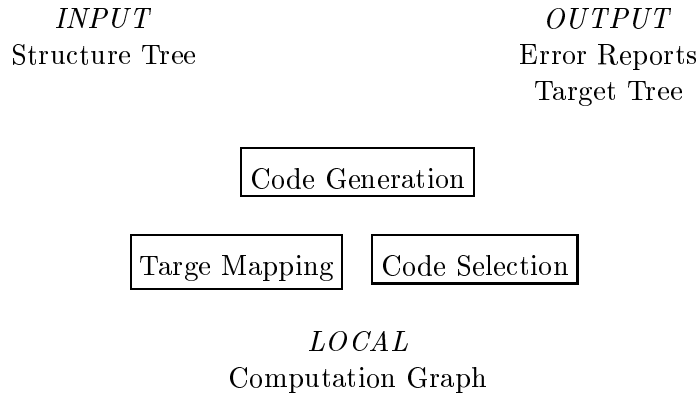 INPUT
Structure Tree
OUTPUT
Error Reports
Target Tree
Code Generation
Targe Mapping
Code Selection
LOCAL
Computation Graph